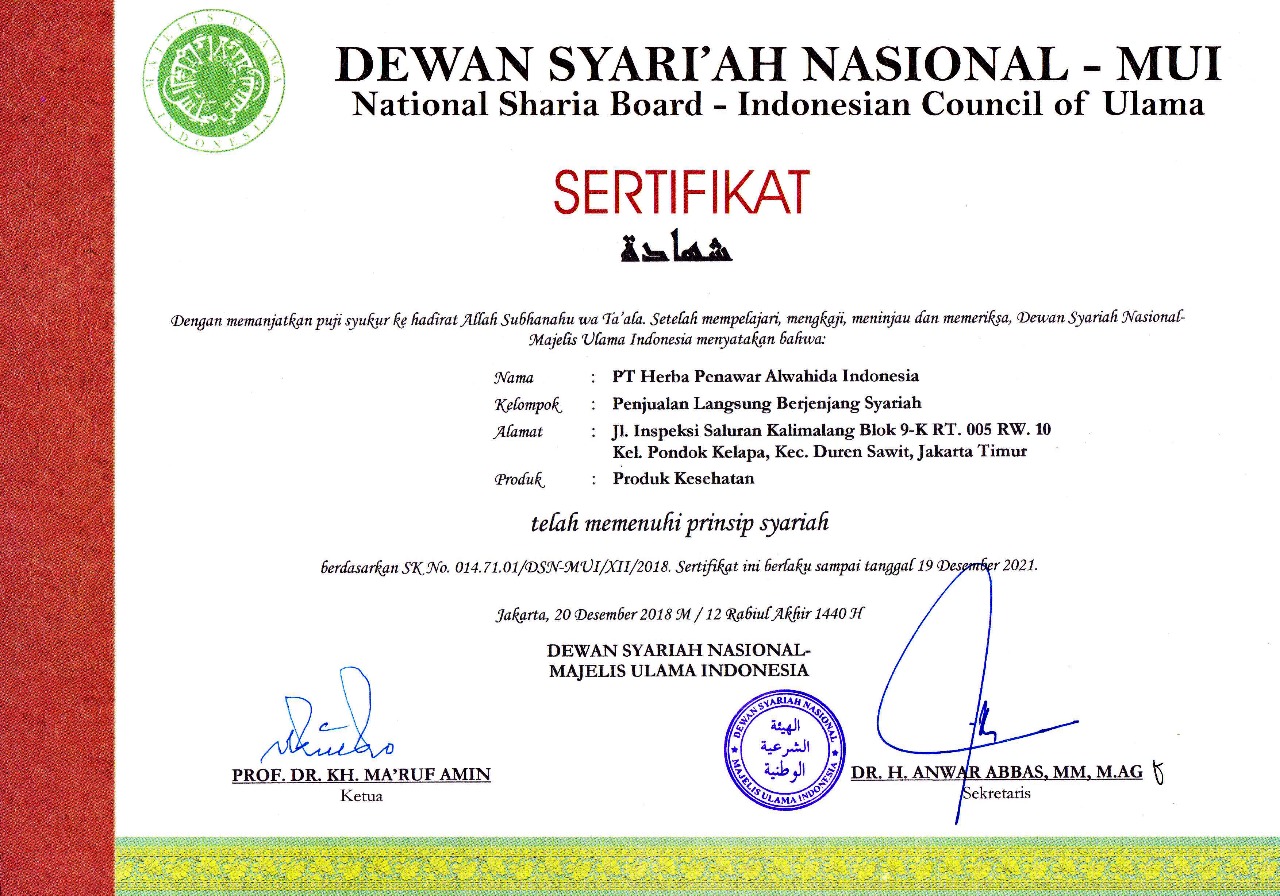 MAJELIS ULAMA
INDONESIA
DEWAN SYARI'AH NASIONAL - MUI
National Sharia Board - Indonesian Council of Ulama
SERTIFIKAT
شهادة
Dengan memanjatkan puji syukur ke hadirat Allah Subhanahu wa Ta'ala. Setelah mempelajari, mengkaji, meninjau dan memeriksa, Dewan Syariah Nasional-
Majelis Ulama Indonesia menyatakan bahwa:
Nama : PT Herba Penawar Alwahida Indonesia
Kelompok : Penjualan Langsung Berjenjang Syariah
Alamat : Jl. Inspeksi Saluran Kalimalang Blok 9-K RT. 005 RW. 10
Kel. Pondok Kelapa, Kec. Duren Sawit, Jakarta Timur
Produk : Produk Kesehatan
telah memenuhi prinsip syariah
berdasarkan SK No. 014.71.01/DSN-MUI/XII/2018. Sertifikat ini berlaku sampai tanggal 19 Desember 2021.
Jakarta, 20 Desember 2018 M / 12 Rabiul Akhir 1440 H
DEWAN SYARIAH NASIONAL-
MAJELIS ULAMA INDONESIA
DEWAN SYARIAH NASIONAL
الهيئة
الشرعية
الوطنية
MAJELIS ULAMA INDONESIA
PROF. DR. KH. MA'RUF AMIN
Ketua
DR. H. ANWAR ABBAS, MM, M.AG
Sekretaris